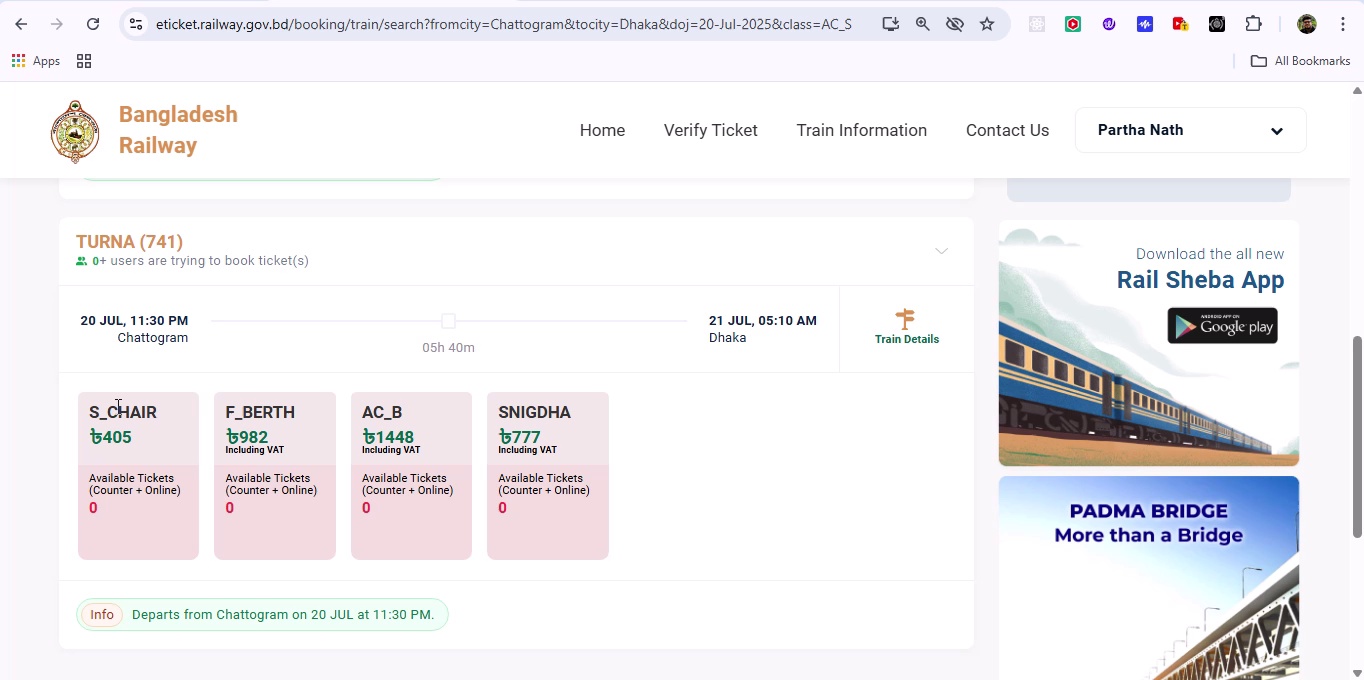 eticket.railway.gov.bd/booking/train/search?fromcity=Chattogram&tocity=Dhaka&doj=20-Jul-2025&class=AC_S
Apps
All Bookmarks
Bangladesh
Railway
Home
Verify Ticket
Train Information
Contact Us
Partha Nath
TURNA (741)
0+ users are trying to book ticket(s)
20 JUL, 11:30 PM
Chattogram
05h 40m
21 JUL, 05:10 AM
Dhaka
Train Details
S_CHAIR
৳405
Available Tickets
(Counter + Online)
0
F_BERTH
৳982
Including VAT
Available Tickets
(Counter + Online)
0
AC_B
৳1448
Including VAT
Available Tickets
(Counter + Online)
0
SNIGDHA
৳777
Including VAT
Available Tickets
(Counter + Online)
0
Info
Departs from Chattogram on 20 JUL at 11:30 PM.
Download the all new
Rail Sheba App
ANDROID APP ON
Google play
PADMA BRIDGE
More than a Bridge